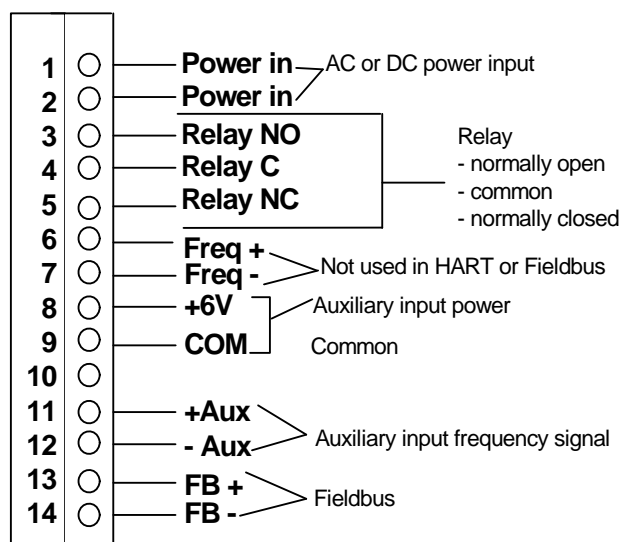 1 Power in AC or DC power input
2 Power in
3 Relay NO
4 Relay C
5 Relay NC
Relay
- normally open
- common
- normally closed
6 Freq +
7 Freq -
Not used in HART or Fieldbus
8 +6V Auxiliary input power
9 COM Common
10
11 +Aux
12 - Aux
Auxiliary input frequency signal
13 FB +
14 FB -
Fieldbus